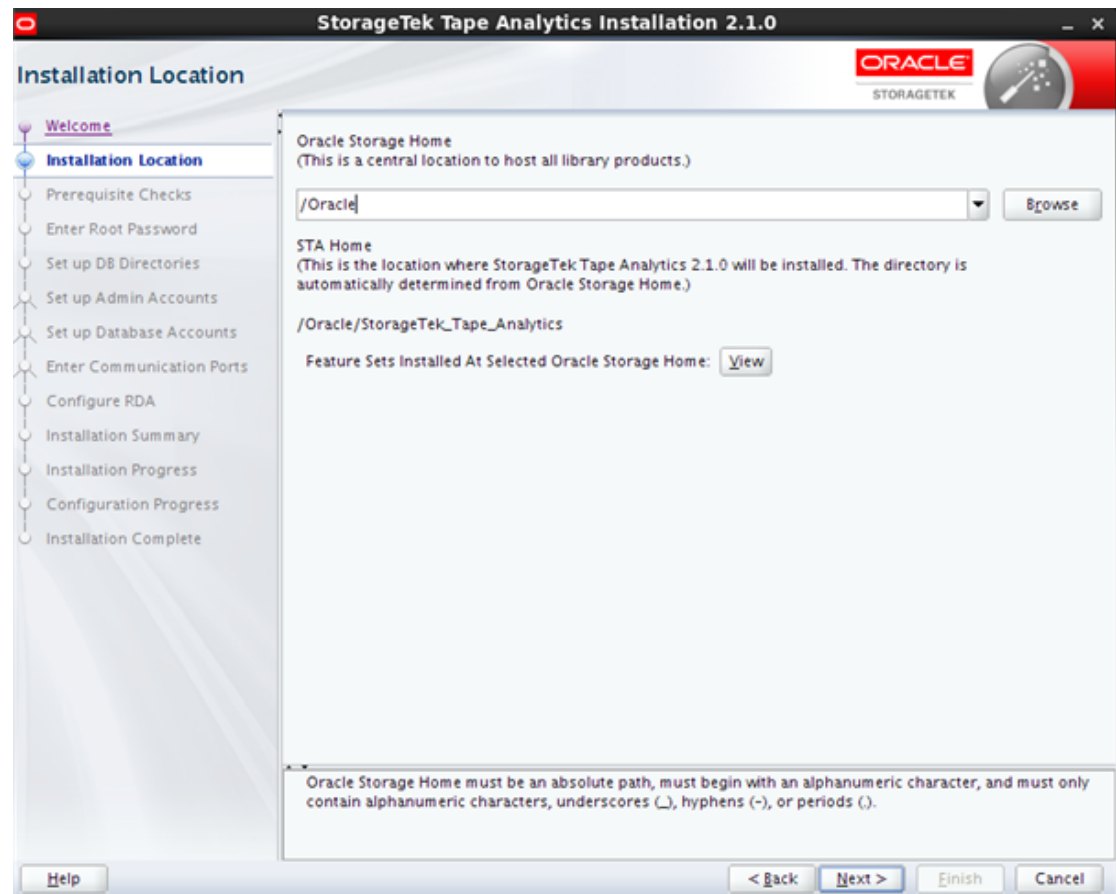 StorageTek Tape Analytics Installation 2.1.0
Installation Location
ORACLE
STORAGETEK
Welcome
Installation Location
Prerequisite Checks
Enter Root Password
Set up DB Directories
Set up Admin Accounts
Set up Database Accounts
Enter Communication Ports
Configure RDA
Installation Summary
Installation Progress
Configuration Progress
Installation Complete
Oracle Storage Home
(This is a central location to host all library products.)
/Oracle
Browse
STA Home
(This is the location where StorageTek Tape Analytics 2.1.0 will be installed. The directory is
automatically determined from Oracle Storage Home.)
/Oracle/StorageTek_Tape_Analytics
Feature Sets Installed At Selected Oracle Storage Home: View
Oracle Storage Home must be an absolute path, must begin with an alphanumeric character, and must only
contain alphanumeric characters, underscores (_), hyphens (-), or periods (.).
Help
< Back
Next >
Finish
Cancel